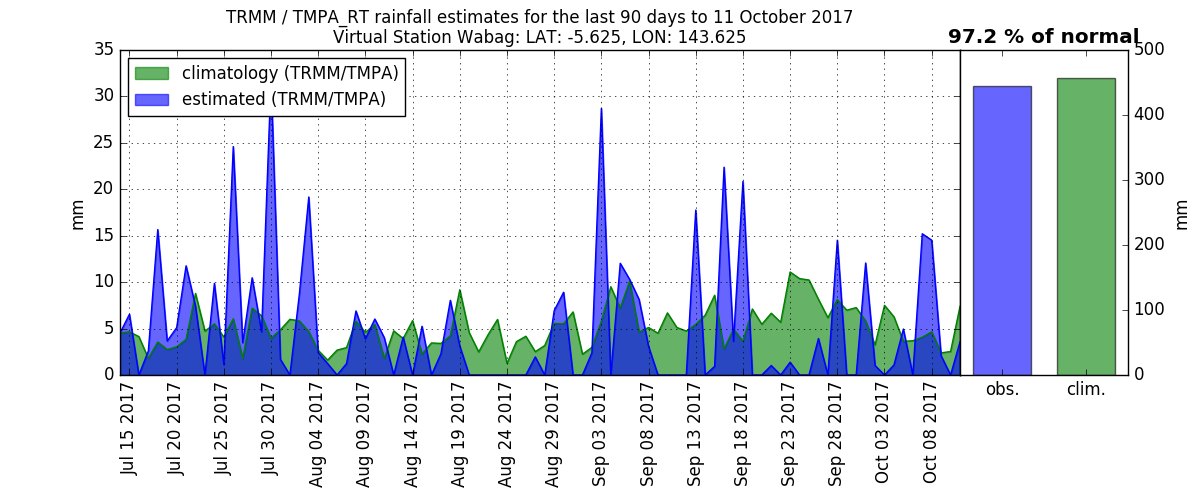 TRMM / TMPA_RT rainfall estimates for the last 90 days to 11 October 2017
Virtual Station Wabag: LAT: -5.625, LON: 143.625
97.2 % of normal
climatology (TRMM/TMPA)
estimated (TRMM/TMPA)
mm
35
30
25
20
15
10
5
0
Jul 15 2017
Jul 20 2017
Jul 25 2017
Jul 30 2017
Aug 04 2017
Aug 09 2017
Aug 14 2017
Aug 19 2017
Aug 24 2017
Aug 29 2017
Sep 03 2017
Sep 08 2017
Sep 13 2017
Sep 18 2017
Sep 23 2017
Sep 28 2017
Oct 03 2017
Oct 08 2017
obs.
clim.
500
400
300
200
100
0
mm